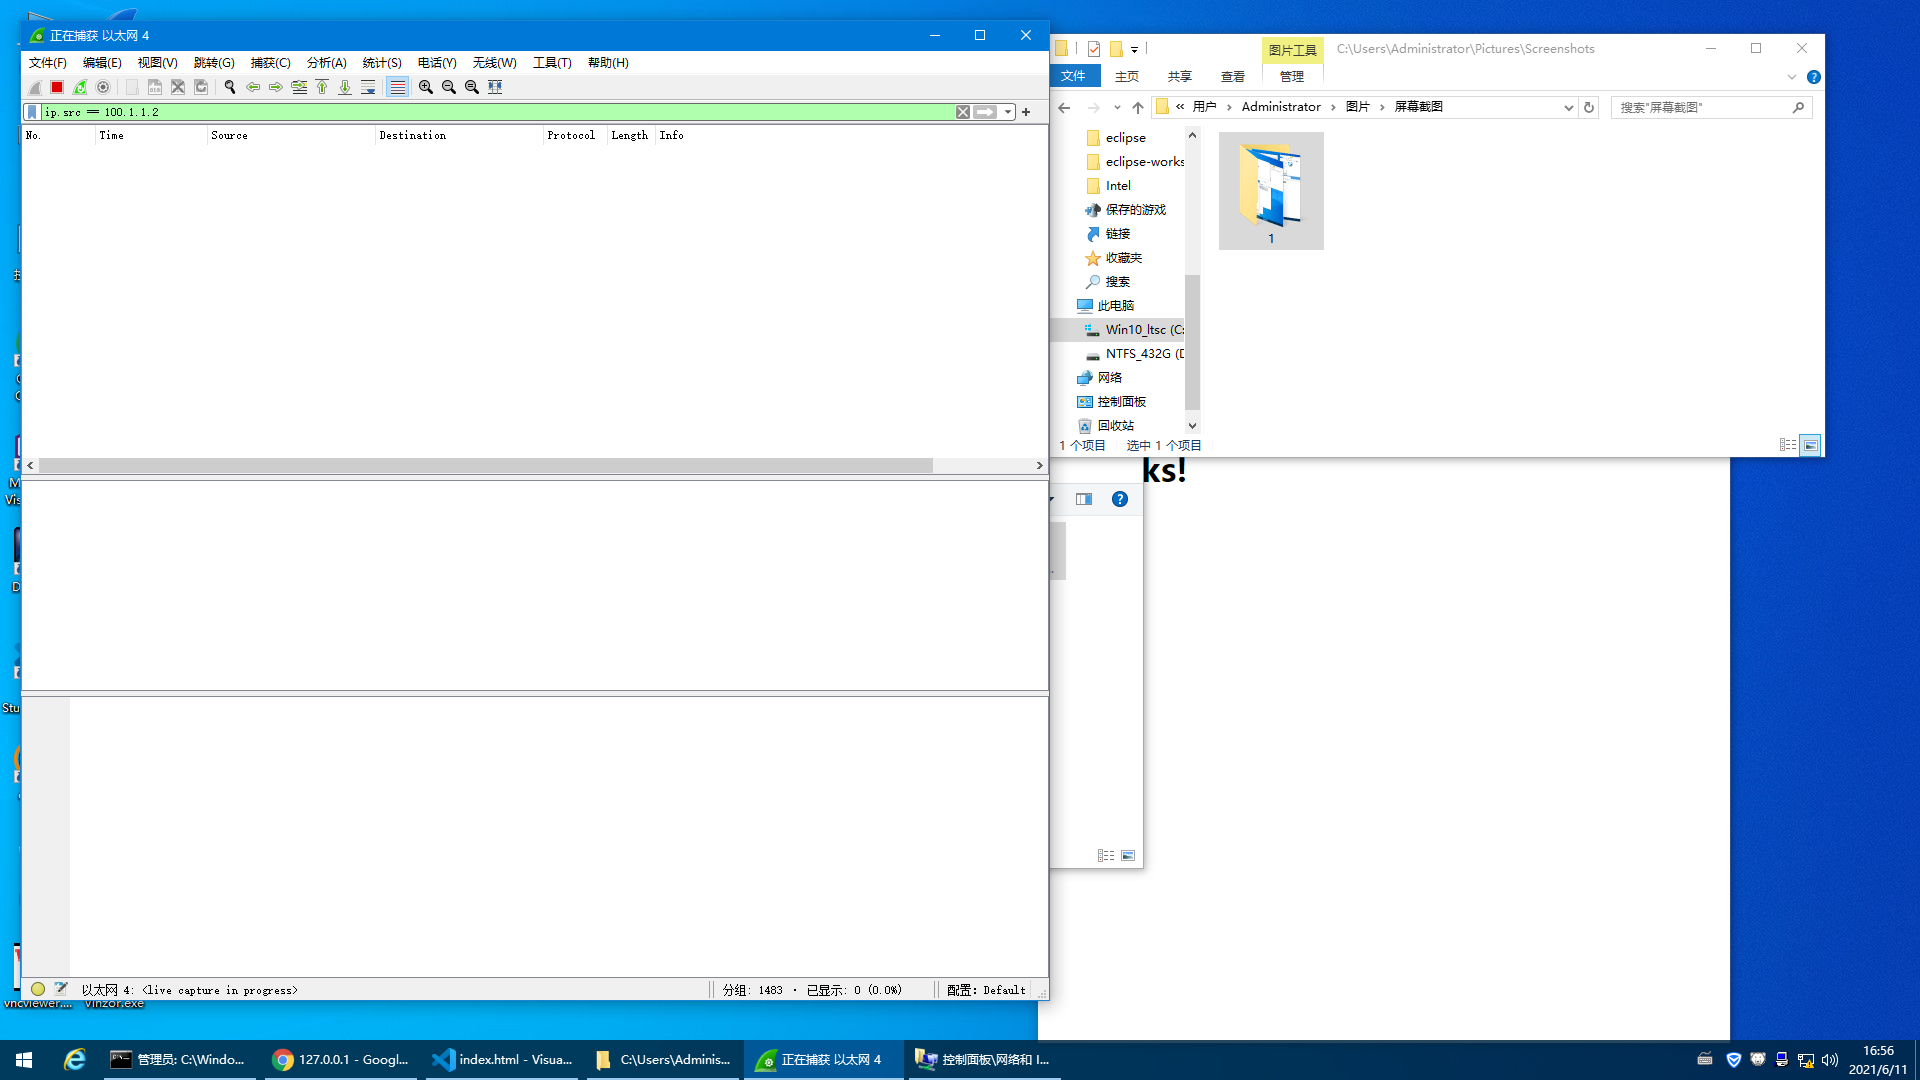 正在捕获 以太网 4
文件(F) 编辑(E) 视图(V) 跳转(G) 捕获(C) 分析(A) 统计(S) 电话(Y) 无线(W) 工具(T) 帮助(H)
ip.src == 100.1.1.2
No. Time Source Destination Protocol Length Info
以太网 4: <live capture in progress>
分组: 1483 · 已显示: 0 (0.0%)
配置: Default
图片工具
C:\Users\Administrator\Pictures\Screenshots
文件 主页 共享 查看 管理
« 用户 › Administrator › 图片 › 屏幕截图
搜索"屏幕截图"
eclipse
eclipse-works
Intel
保存的游戏
链接
收藏夹
搜索
此电脑
Win10_ltsc (C:
NTFS_432G (D
网络
控制面板
回收站
1
1 个项目 选中 1 个项目
ks!
vncviewer.... vinzor.exe
管理员: C:\Windo...
127.0.0.1 - Googl...
index.html - Visua...
C:\Users\Adminis...
正在捕获 以太网 4
控制面板\网络和 I...
16:56
2021/6/11